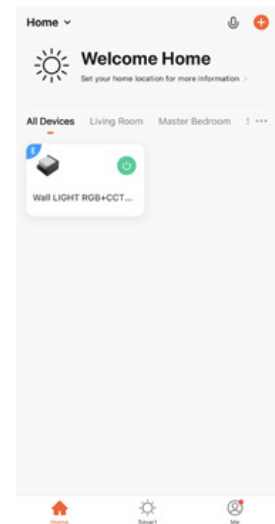 Home
Welcome Home
Set your home location for more information
All Devices Living Room Master Bedroom
Wall LIGHT RGB+CCT...
Home Smart Me